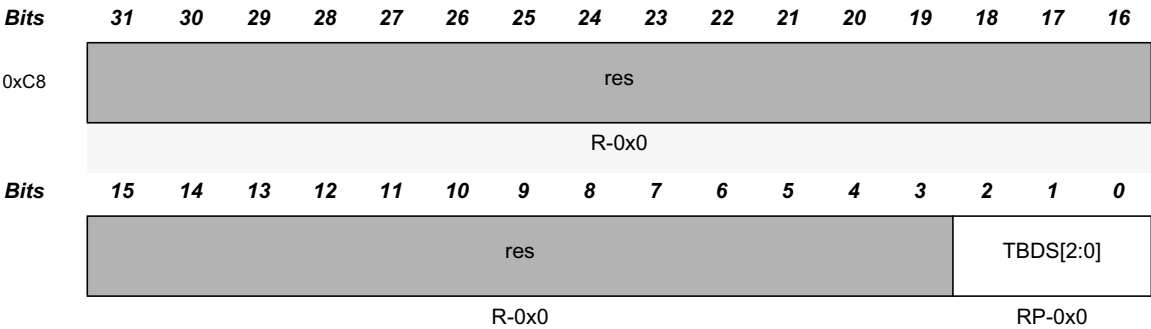 Bits 31 30 29 28 27 26 25 24 23 22 21 20 19 18 17 16
0xC8 res
R-0x0
Bits 15 14 13 12 11 10 9 8 7 6 5 4 3 2 1 0
res TBDS[2:0]
R-0x0 RP-0x0